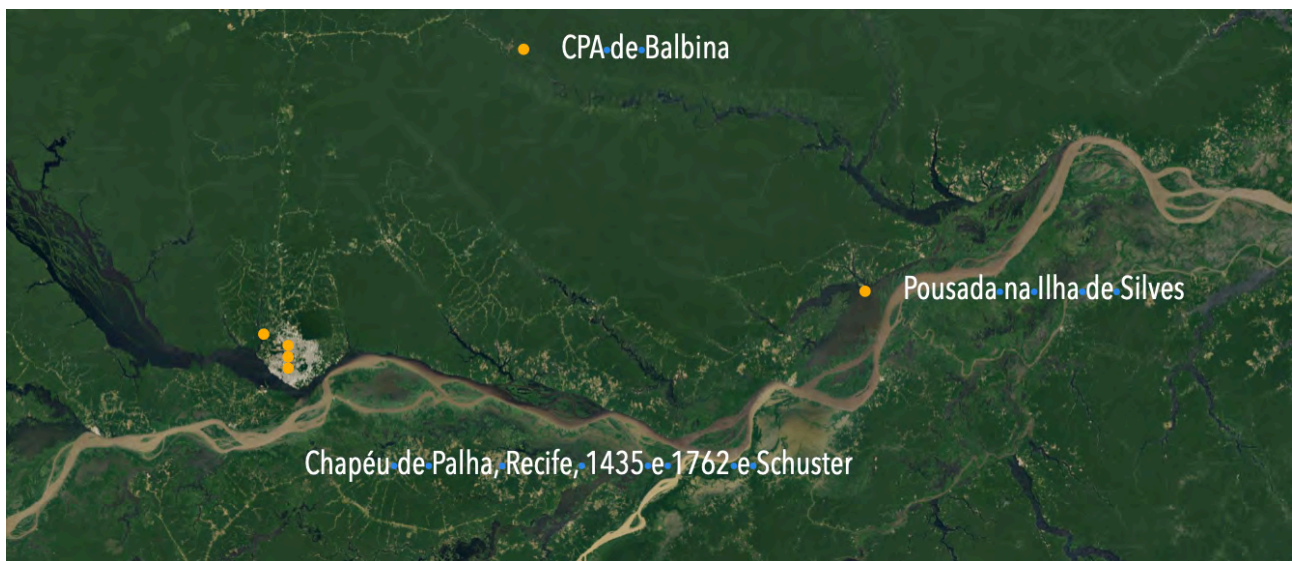 CPA de Balbina
Pousada na Ilha de Silves
Chapéu de Palha, Recife, 1435 e 1762 e Schuster